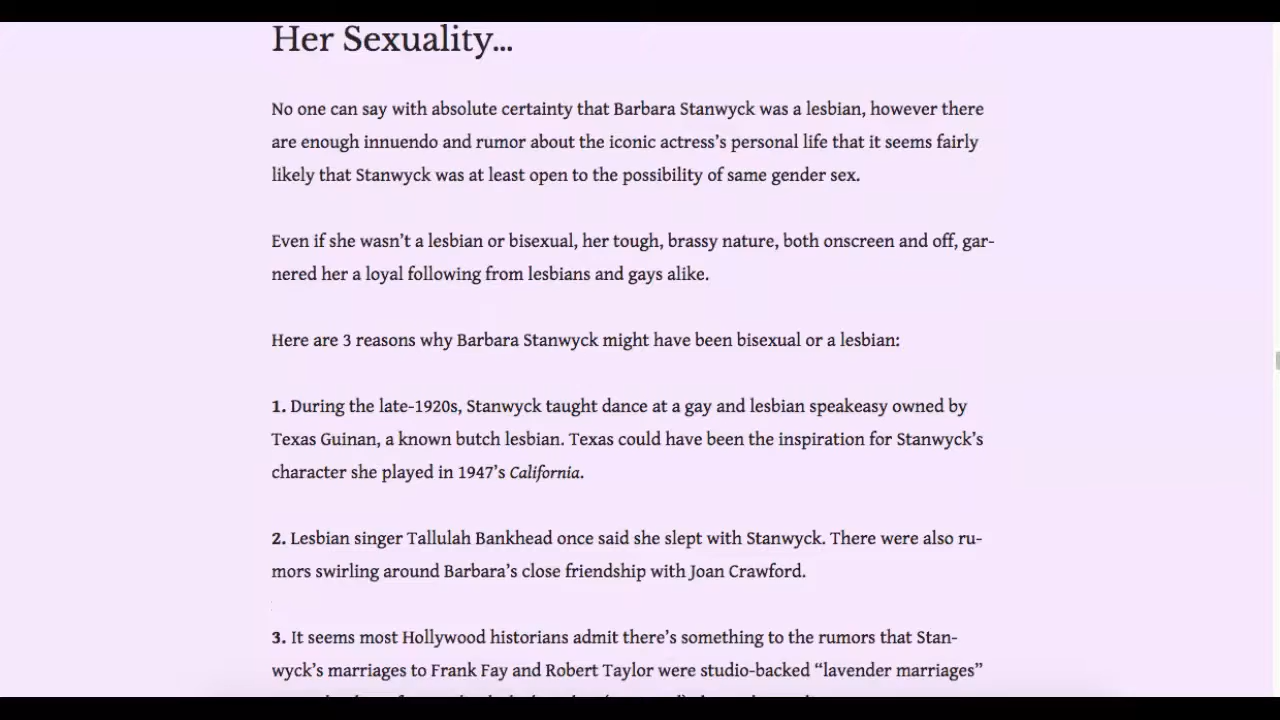 Her Sexuality...
No one can say with absolute certainty that Barbara Stanwyck was a lesbian, however there
are enough innuendo and rumor about the iconic actress’s personal life that it seems fairly
likely that Stanwyck was at least open to the possibility of same gender sex.
Even if she wasn’t a lesbian or bisexual, her tough, brassy nature, both onscreen and off, gar-
nered her a loyal following from lesbians and gays alike.
Here are 3 reasons why Barbara Stanwyck might have been bisexual or a lesbian:
1. During the late-1920s, Stanwyck taught dance at a gay and lesbian speakeasy owned by
Texas Guinan, a known butch lesbian. Texas could have been the inspiration for Stanwyck’s
character she played in 1947’s California.
2. Lesbian singer Tallulah Bankhead once said she slept with Stanwyck. There were also ru-
mors swirling around Barbara’s close friendship with Joan Crawford.
3. It seems most Hollywood historians admit there’s something to the rumors that Stan-
wyck’s marriages to Frank Fay and Robert Taylor were studio-backed “lavender marriages”